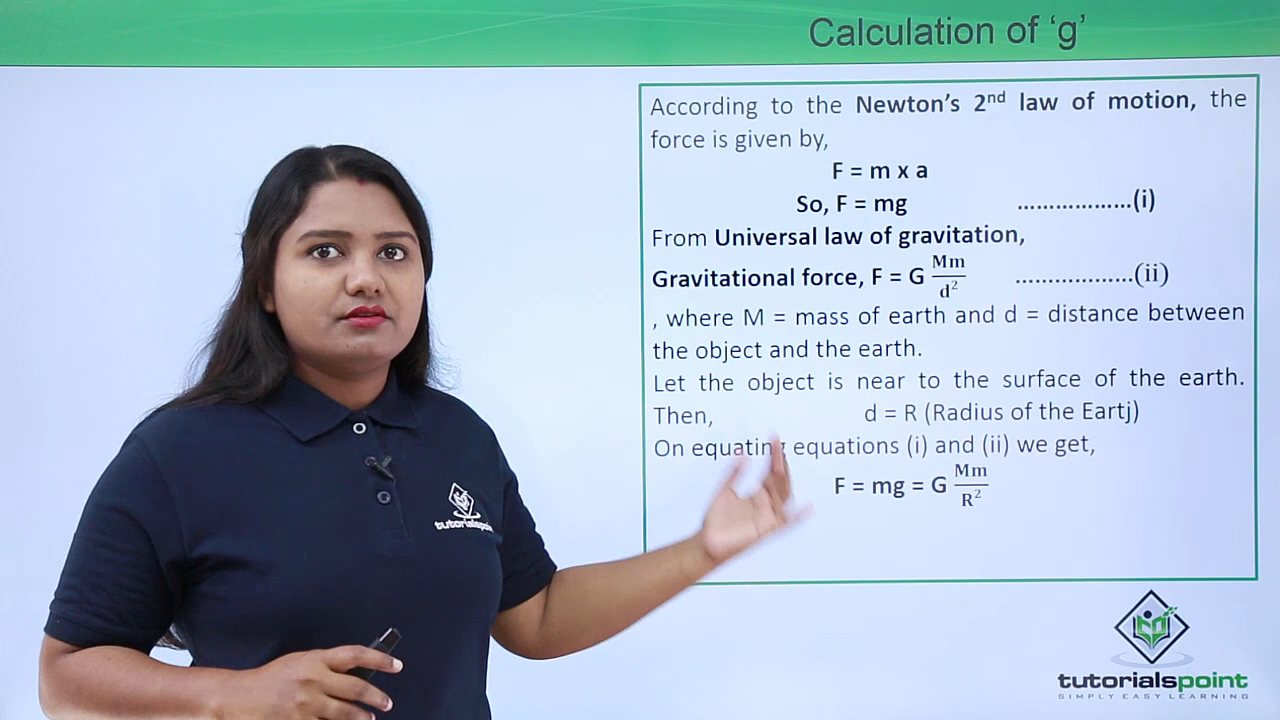 Calculation of ‘g’
According to the Newton’s 2nd law of motion, the
force is given by,
F = m x a
So, F = mg ..................(i)
From Universal law of gravitation,
Gravitational force, F = G Mm/d² ..................(ii)
, where M = mass of earth and d = distance between
the object and the earth.
Let the object is near to the surface of the earth.
Then, d = R (Radius of the Eartj)
On equating equations (i) and (ii) we get,
F = mg = G Mm/R²
tutorialspoint
tutorialspoint
SIMPLY EASY LEARNING